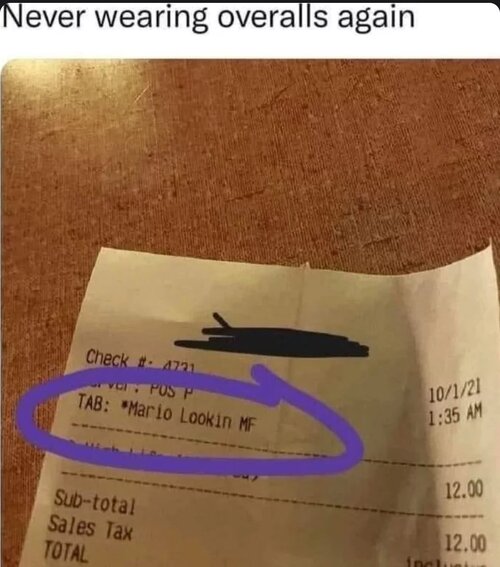 Never wearing overalls again
Check #: 4731
10/1/21
POS P
1:35 AM
TAB: *Mario Lookin MF
12.00
Sub-total
Sales Tax
12.00
TOTAL